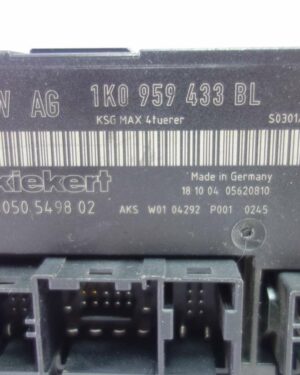 W AG 1K0 959 433 BL
KSG MAX 4tuerer S0301
kiekert Made in Germany
18 10 04 05620810
050 5498 02 AKS W01 04292 P001 0245